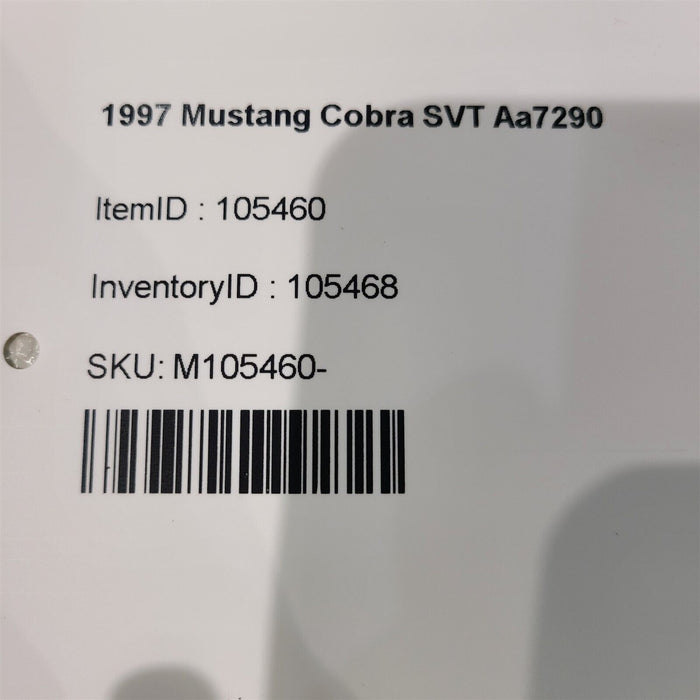 1997 Mustang Cobra SVT Aa7290
ItemID : 105460
InventoryID : 105468
SKU: M105460-